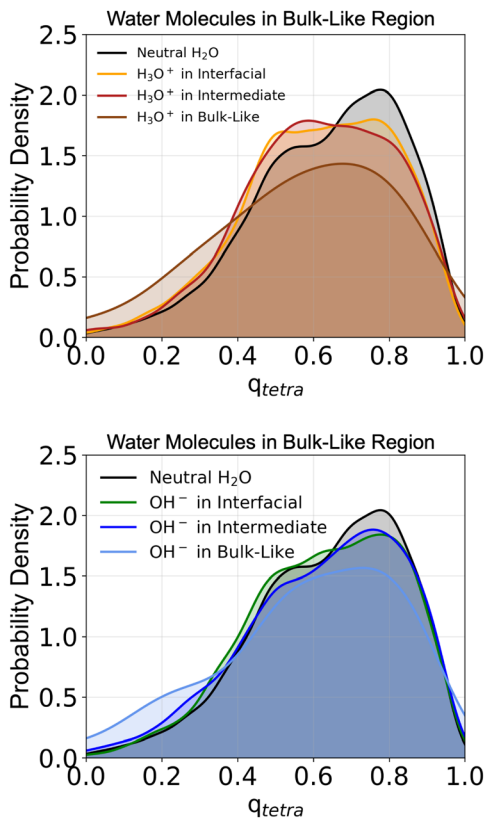 Water Molecules in Bulk-Like Region
2.5
2.0
1.5
1.0
0.5
0.0
Probability Density
Neutral H₂O
H₃O⁺ in Interfacial
H₃O⁺ in Intermediate
H₃O⁺ in Bulk-Like
0.0 0.2 0.4 0.6 0.8 1.0
q_tetra
Water Molecules in Bulk-Like Region
2.5
2.0
1.5
1.0
0.5
0.0
Probability Density
Neutral H₂O
OH⁻ in Interfacial
OH⁻ in Intermediate
OH⁻ in Bulk-Like
0.0 0.2 0.4 0.6 0.8 1.0
q_tetra